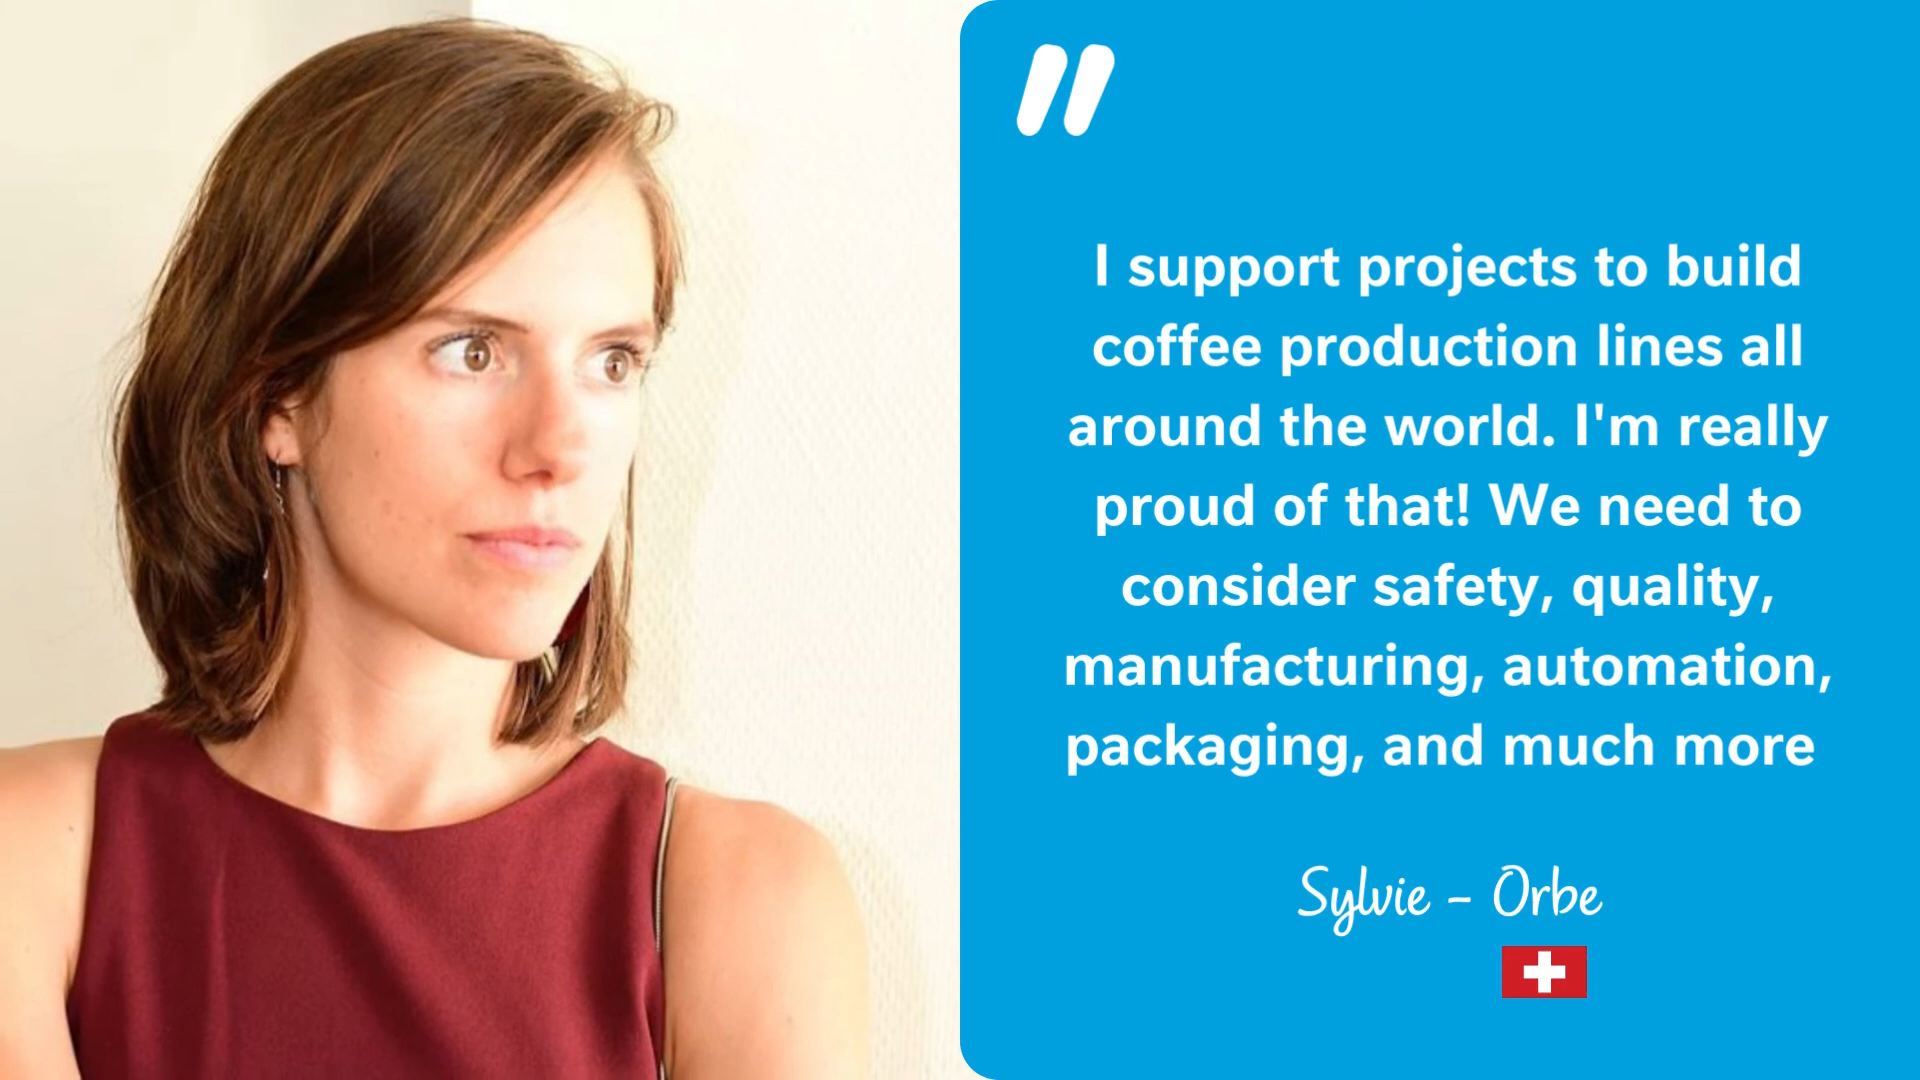 "
I support projects to build
coffee production lines all
around the world. I'm really
proud of that! We need to
consider safety, quality,
manufacturing, automation,
packaging, and much more
Sylvie - Orbe